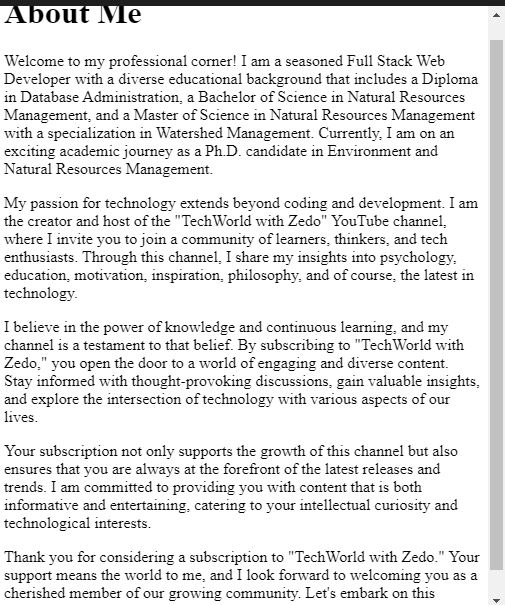 About Me
Welcome to my professional corner! I am a seasoned Full Stack Web
Developer with a diverse educational background that includes a Diploma
in Database Administration, a Bachelor of Science in Natural Resources
Management, and a Master of Science in Natural Resources Management
with a specialization in Watershed Management. Currently, I am on an
exciting academic journey as a Ph.D. candidate in Environment and
Natural Resources Management.
My passion for technology extends beyond coding and development. I am
the creator and host of the "TechWorld with Zedo" YouTube channel,
where I invite you to join a community of learners, thinkers, and tech
enthusiasts. Through this channel, I share my insights into psychology,
education, motivation, inspiration, philosophy, and of course, the latest in
technology.
I believe in the power of knowledge and continuous learning, and my
channel is a testament to that belief. By subscribing to "TechWorld with
Zedo," you open the door to a world of engaging and diverse content.
Stay informed with thought-provoking discussions, gain valuable insights,
and explore the intersection of technology with various aspects of our
lives.
Your subscription not only supports the growth of this channel but also
ensures that you are always at the forefront of the latest releases and
trends. I am committed to providing you with content that is both
informative and entertaining, catering to your intellectual curiosity and
technological interests.
Thank you for considering a subscription to "TechWorld with Zedo." Your
support means the world to me, and I look forward to welcoming you as a
cherished member of our growing community. Let's embark on this